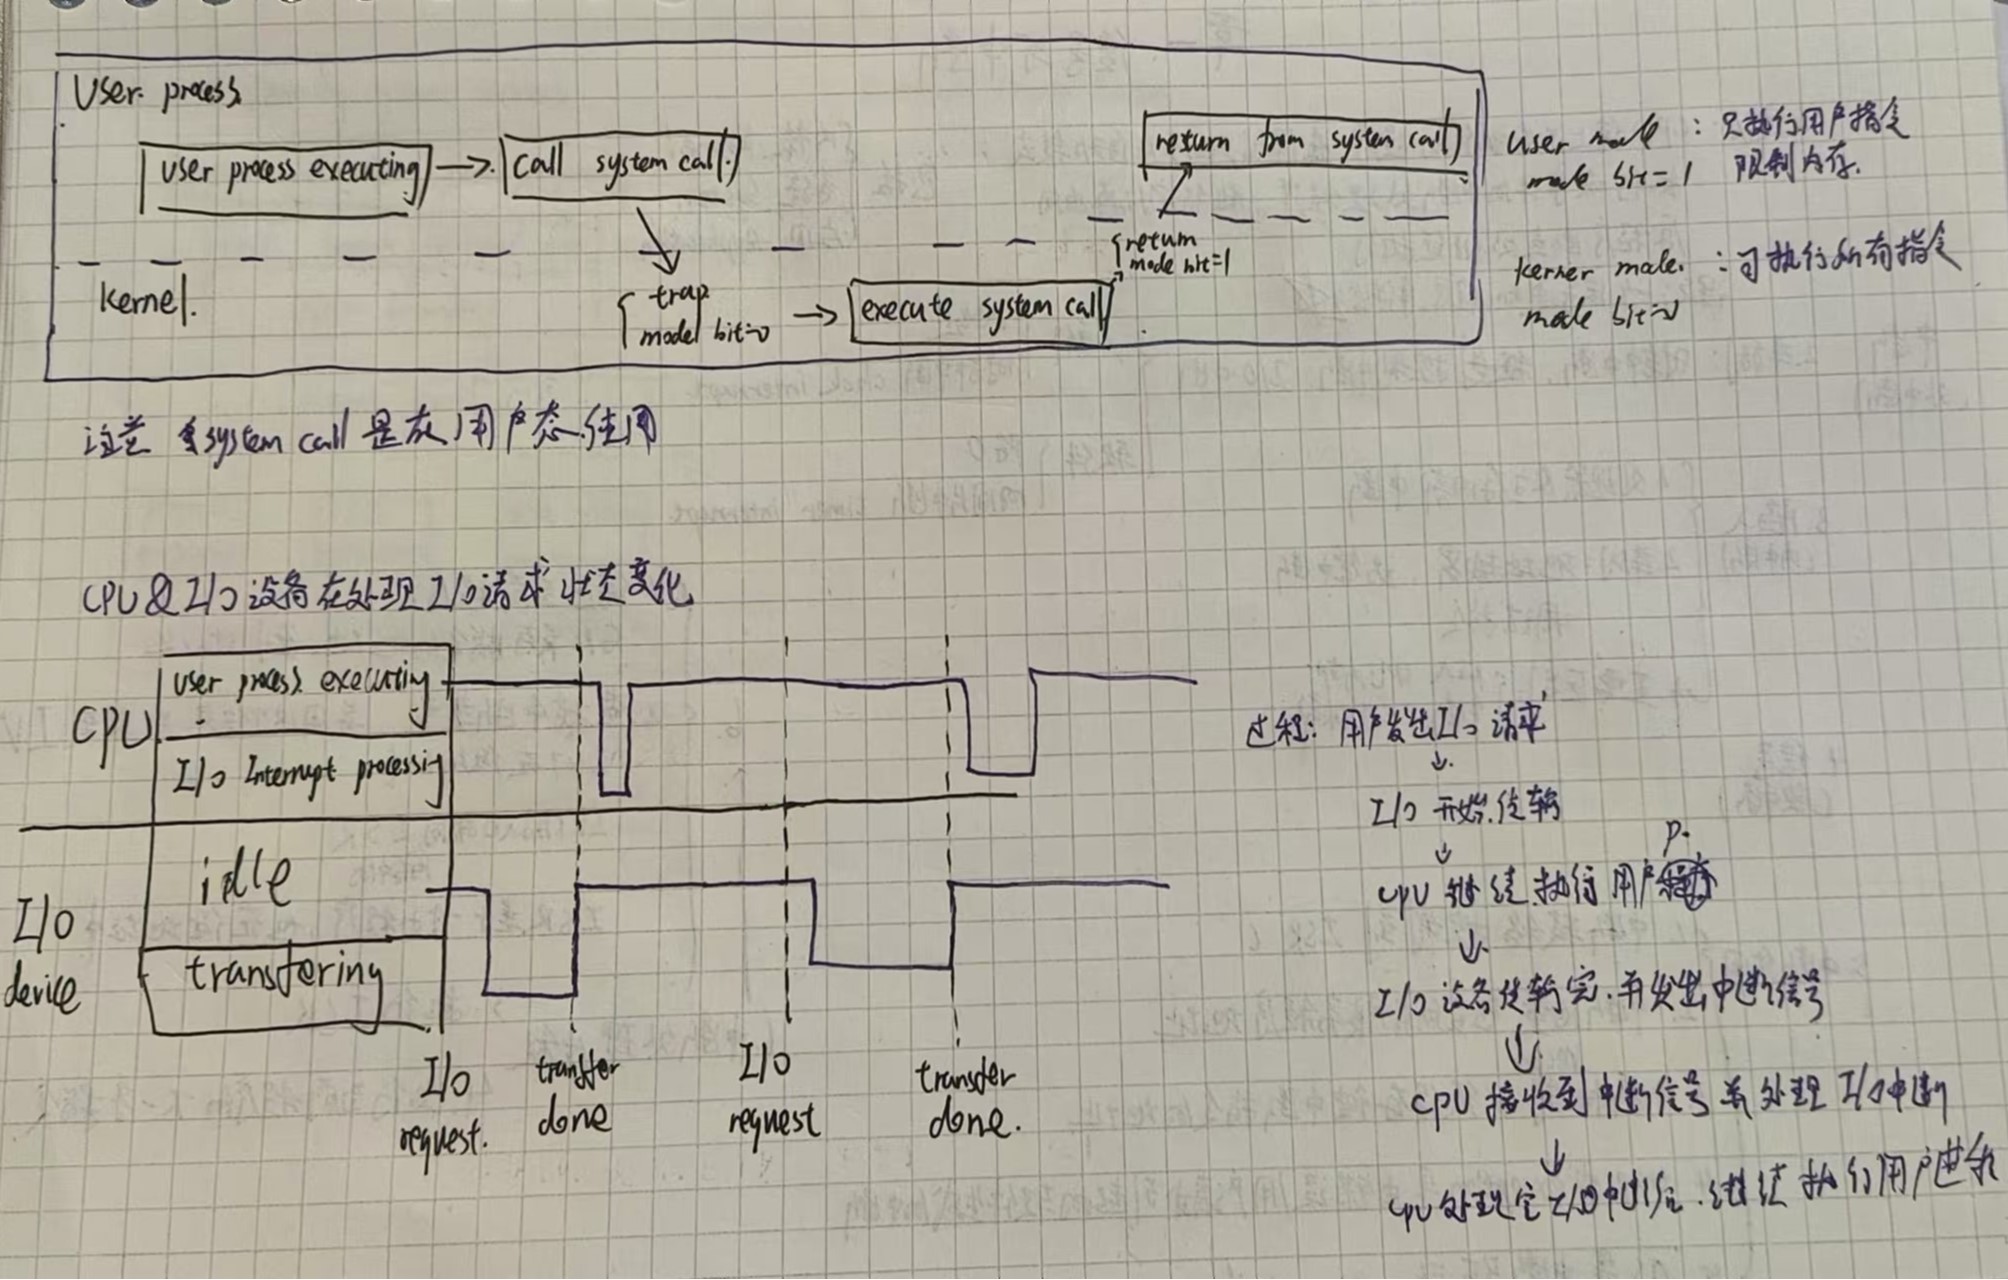 User process
user process executing
call system call
return from system call
user mode : 只执行用户指令
mode bit=1 限制内存.
return
mode bit=1
kernel.
trap
model bit=0
execute system call
kerner mode. : 可执行所有指令
mode bit=0
注意 system call 是在用户态使用
CPU & I/O 设备在处理 I/O 请求 状态变化
CPU
user process executing
I/O Interrupt processing
I/O
device
idle
transfering
I/O
request.
transfer
done
I/O
request
transfer
done.
过程: 用户发出 I/O 请求
I/O 开始传输
P.
CPU 继续执行用户
I/O 设备传输完.并发出中断信号
CPU 接收到中断信号并处理 I/O 中断
CPU 处理完 I/O 中断后.继续执行用户进程